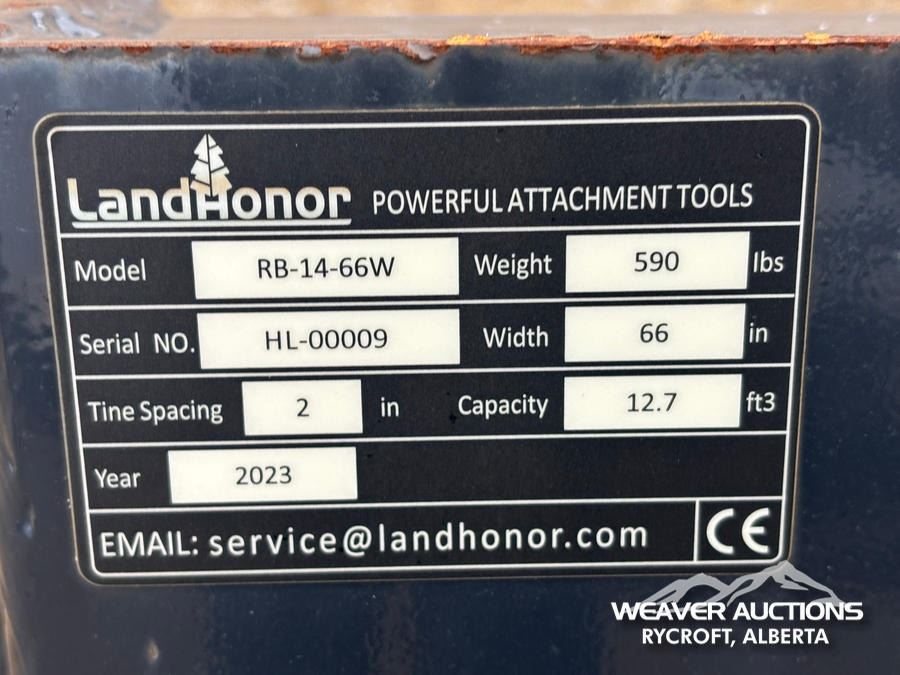 LandHonor POWERFUL ATTACHMENT TOOLS
Model RB-14-66W Weight 590 lbs
Serial NO. HL-00009 Width 66 in
Tine Spacing 2 in Capacity 12.7 ft3
Year 2023
EMAIL: service@landhonor.com CE
WEAVER AUCTIONS
RYCROFT, ALBERTA